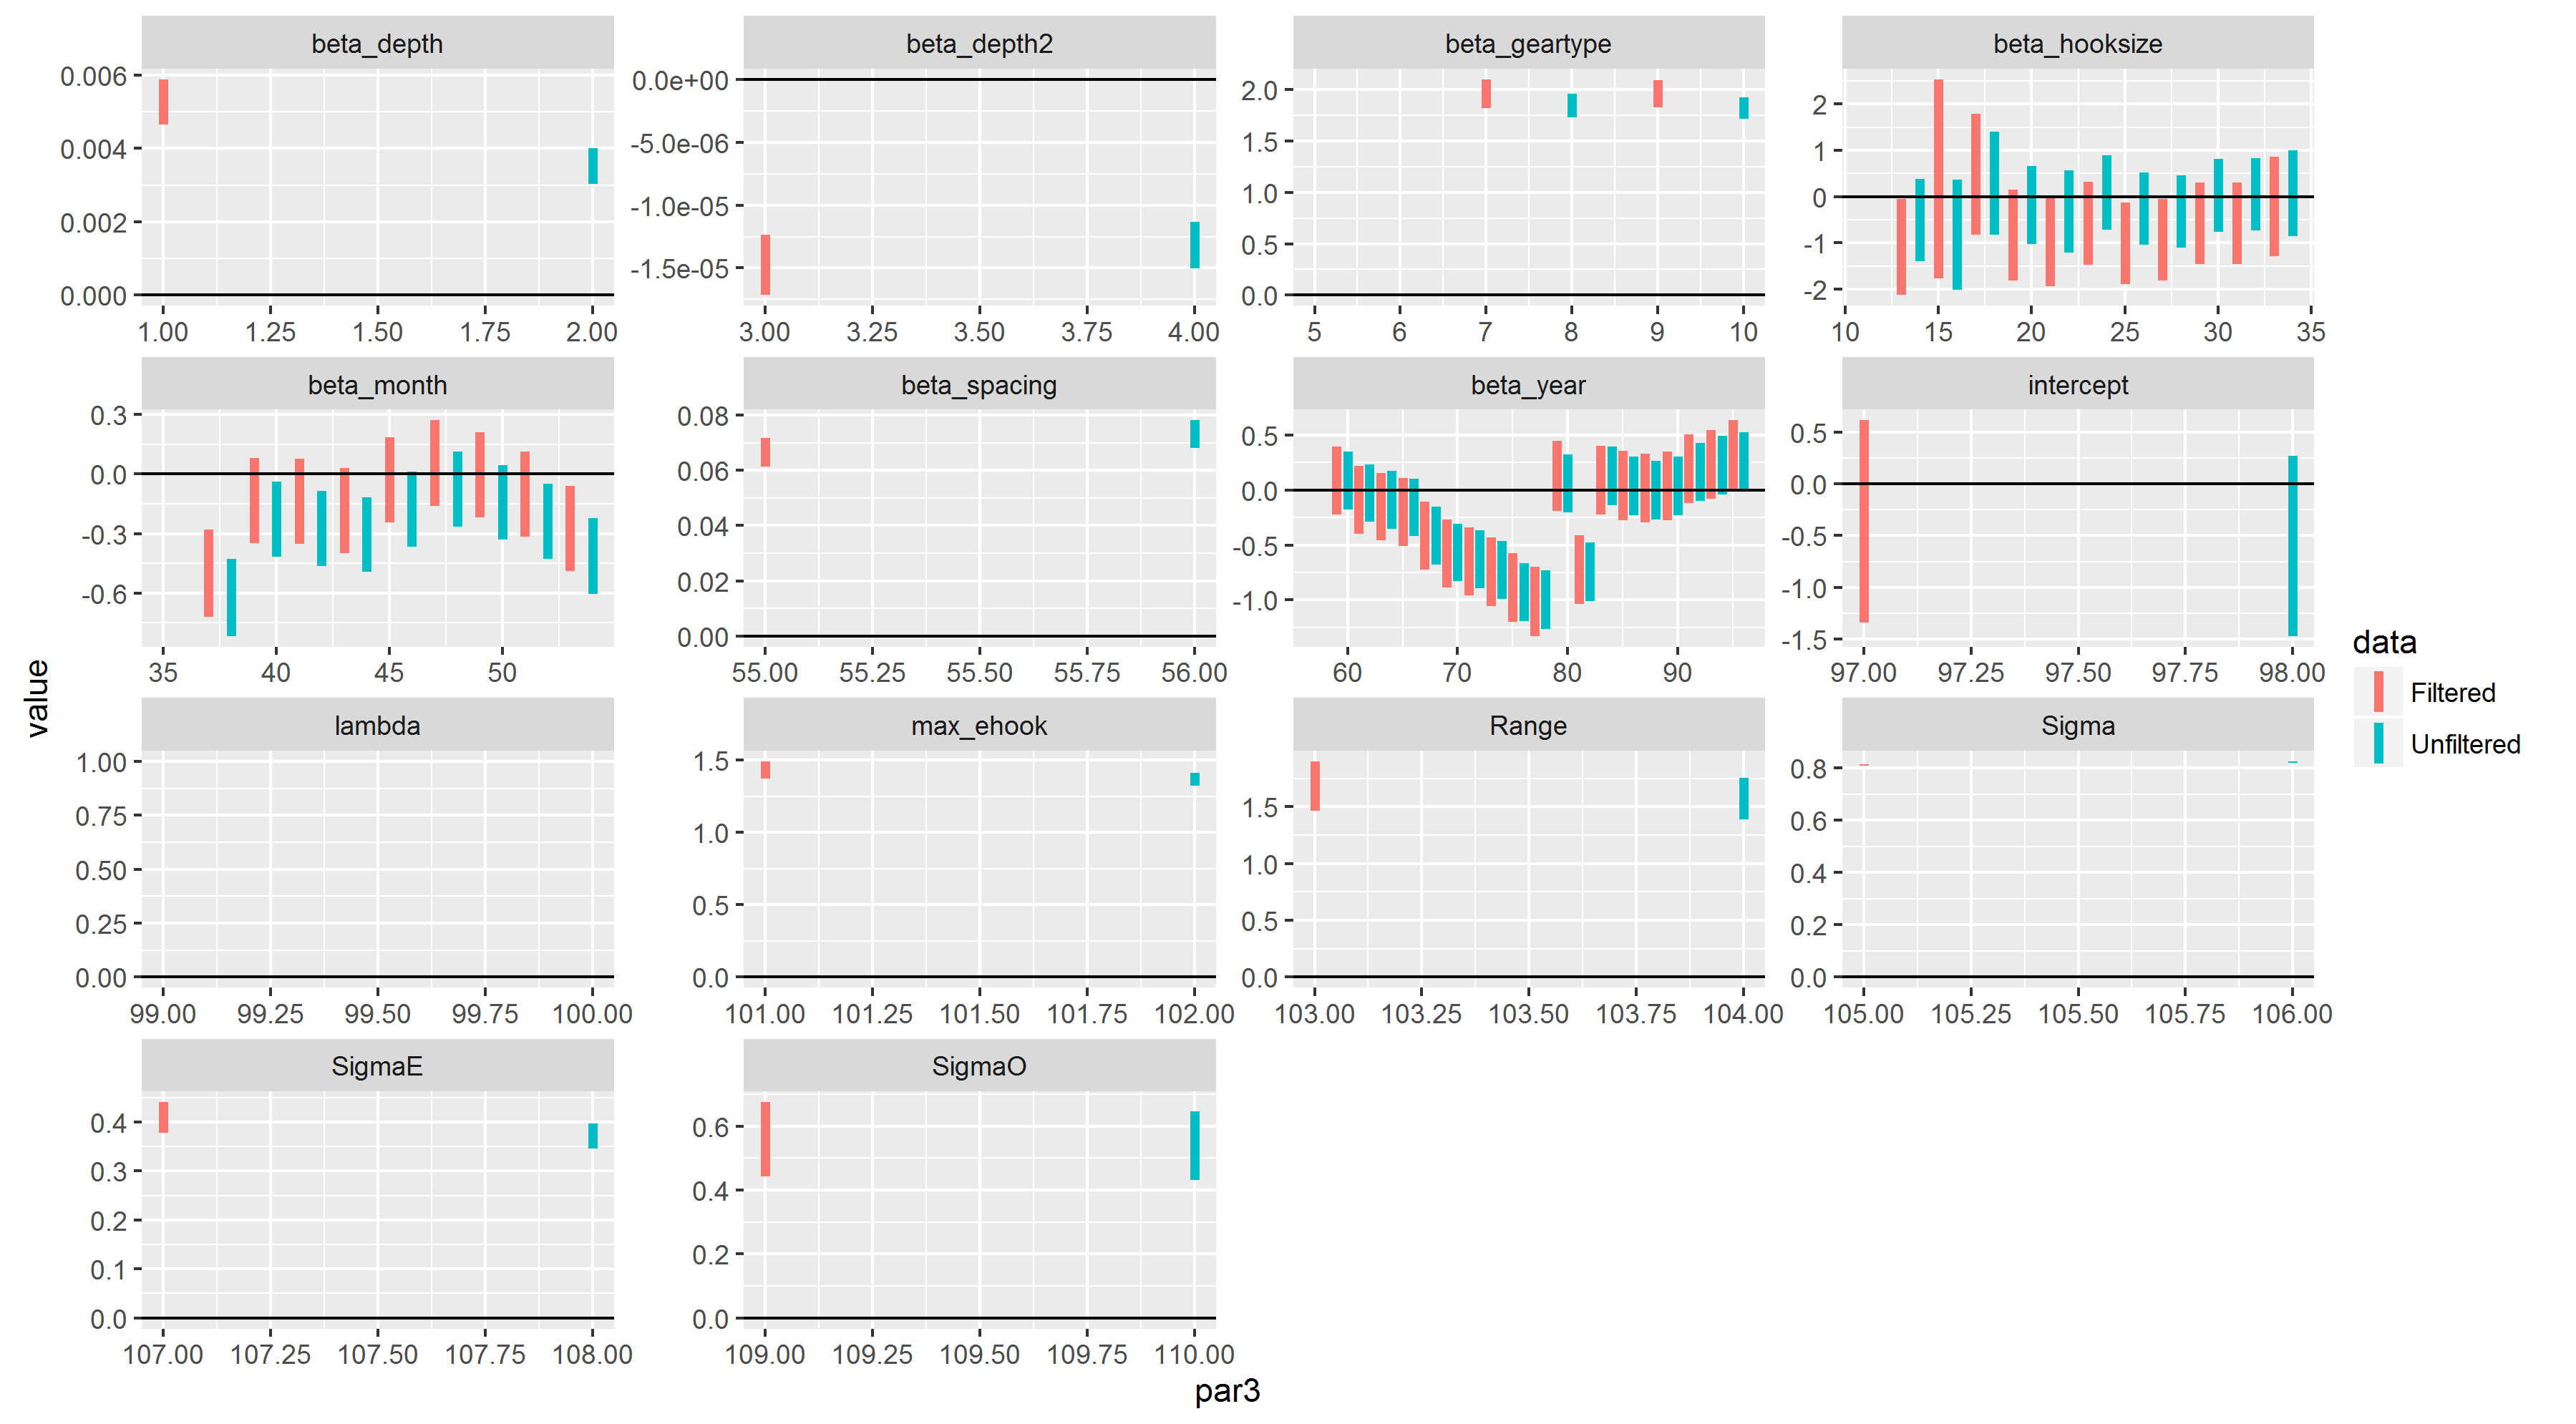 beta_depth beta_depth2 beta_geartype beta_hooksize
0.006
0.004
0.002
0.000
1.00 1.25 1.50 1.75 2.00
0.0e+00
-5.0e-06
-1.0e-05
-1.5e-05
3.00 3.25 3.50 3.75 4.00
2.0
1.5
1.0
0.5
0.0
5 6 7 8 9 10
2
1
0
-1
-2
10 15 20 25 30 35
beta_month beta_spacing beta_year intercept
0.3
0.0
-0.3
-0.6
35 40 45 50
0.08
0.06
0.04
0.02
0.00
55.00 55.25 55.50 55.75 56.00
0.5
0.0
-0.5
-1.0
60 70 80 90
0.5
0.0
-0.5
-1.0
-1.5
97.00 97.25 97.50 97.75 98.00
lambda max_ehook Range Sigma
1.00
0.75
0.50
0.25
0.00
99.00 99.25 99.50 99.75 100.00
1.5
1.0
0.5
0.0
101.00 101.25 101.50 101.75 102.00
1.5
1.0
0.5
0.0
103.00 103.25 103.50 103.75 104.00
0.8
0.6
0.4
0.2
0.0
105.00 105.25 105.50 105.75 106.00
SigmaE SigmaO
0.4
0.3
0.2
0.1
0.0
107.00 107.25 107.50 107.75 108.00
0.6
0.4
0.2
0.0
109.00 109.25 109.50 109.75 110.00
value
par3
data
Filtered
Unfiltered